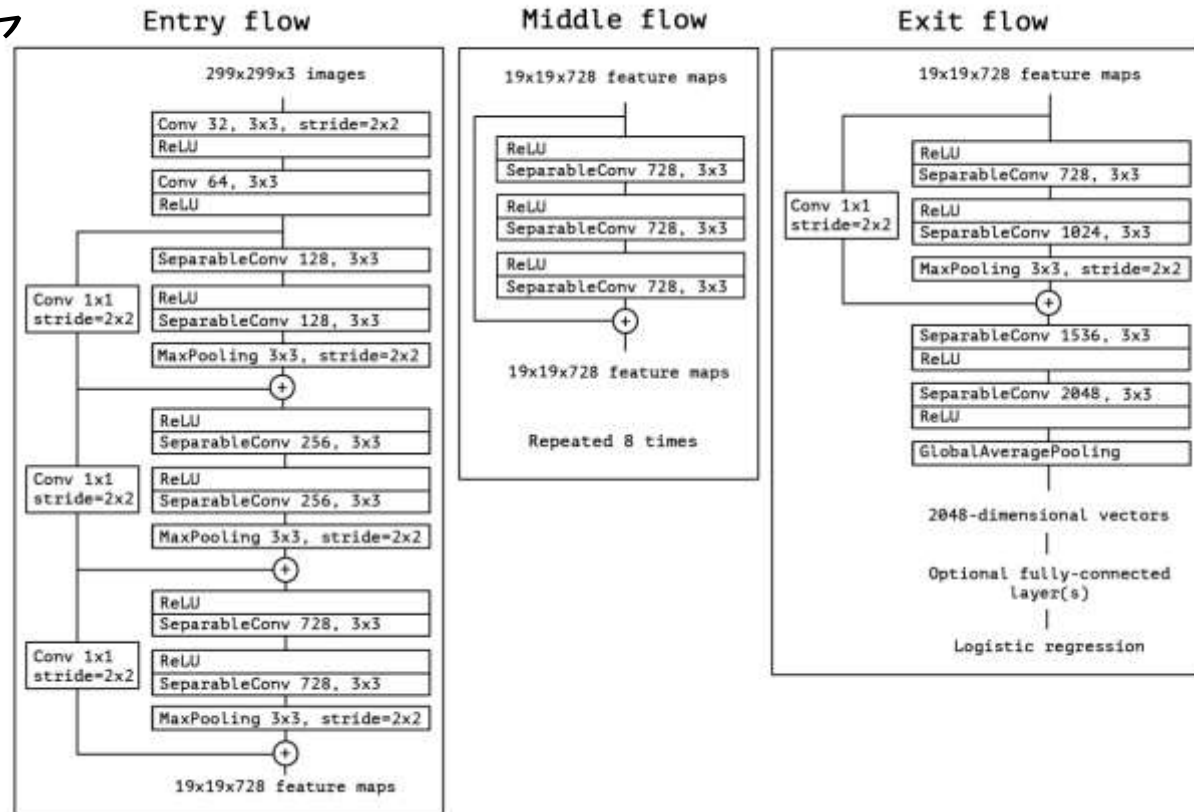 Entry flow
299x299x3 images
Conv 32, 3x3, stride=2x2
ReLU
Conv 64, 3x3
ReLU
SeparableConv 128, 3x3
Conv 1x1
stride=2x2
ReLU
SeparableConv 128, 3x3
MaxPooling 3x3, stride=2x2
+
ReLU
SeparableConv 256, 3x3
Conv 1x1
stride=2x2
ReLU
SeparableConv 256, 3x3
MaxPooling 3x3, stride=2x2
+
ReLU
SeparableConv 728, 3x3
Conv 1x1
stride=2x2
ReLU
SeparableConv 728, 3x3
MaxPooling 3x3, stride=2x2
+
19x19x728 feature maps
Middle flow
19x19x728 feature maps
ReLU
SeparableConv 728, 3x3
ReLU
SeparableConv 728, 3x3
ReLU
SeparableConv 728, 3x3
+
19x19x728 feature maps
Repeated 8 times
Exit flow
19x19x728 feature maps
ReLU
SeparableConv 728, 3x3
Conv 1x1
stride=2x2
ReLU
SeparableConv 1024, 3x3
MaxPooling 3x3, stride=2x2
+
SeparableConv 1536, 3x3
ReLU
SeparableConv 2048, 3x3
ReLU
GlobalAveragePooling
2048-dimensional vectors
Optional fully-connected
layer(s)
Logistic regression